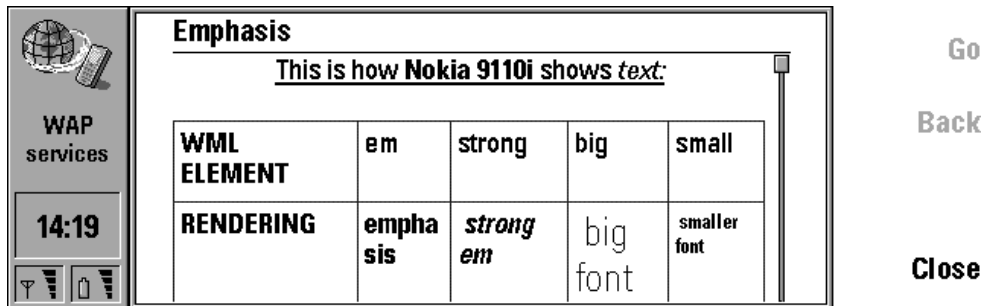 WAP
services
14:19
Emphasis
This is how Nokia 9110i shows text:
WML
ELEMENT
em
strong
big
small
RENDERING
empha
sis
strong
em
big
font
smaller
font
Go
Back
Close